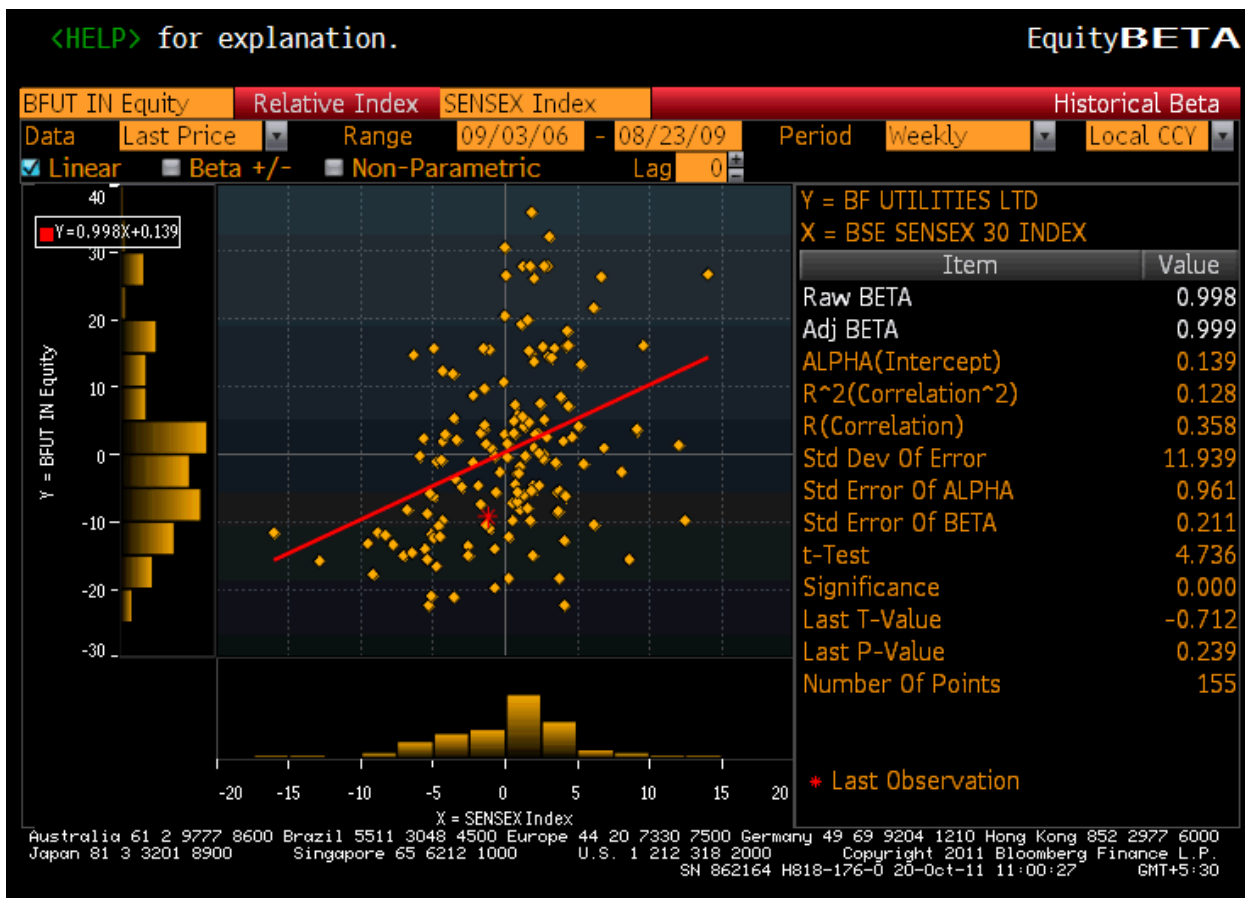 <HELP> for explanation.
EquityBETA
BFUT IN Equity Relative Index SENSEX Index Historical Beta
Data Last Price Range 09/03/06 - 08/23/09 Period Weekly Local CCY
Linear Beta +/- Non-Parametric Lag 0
Y=0.998X+0.139
40
30
20
10
0
-10
-20
-30
Y = BFUT IN Equity
-20 -15 -10 -5 0 5 10 15 20
X = SENSEX Index
Y = BF UTILITIES LTD
X = BSE SENSEX 30 INDEX
Item Value
Raw BETA 0.998
Adj BETA 0.999
ALPHA(Intercept) 0.139
R^2(Correlation^2) 0.128
R(Correlation) 0.358
Std Dev Of Error 11.939
Std Error Of ALPHA 0.961
Std Error Of BETA 0.211
t-Test 4.736
Significance 0.000
Last T-Value -0.712
Last P-Value 0.239
Number Of Points 155
* Last Observation
Australia 61 2 9777 8600 Brazil 5511 3048 4500 Europe 44 20 7330 7500 Germany 49 69 9204 1210 Hong Kong 852 2977 6000
Japan 81 3 3201 8900 Singapore 65 6212 1000 U.S. 1 212 318 2000 Copyright 2011 Bloomberg Finance L.P.
SN 862164 H818-176-0 20-Oct-11 11:00:27 GMT+5:30